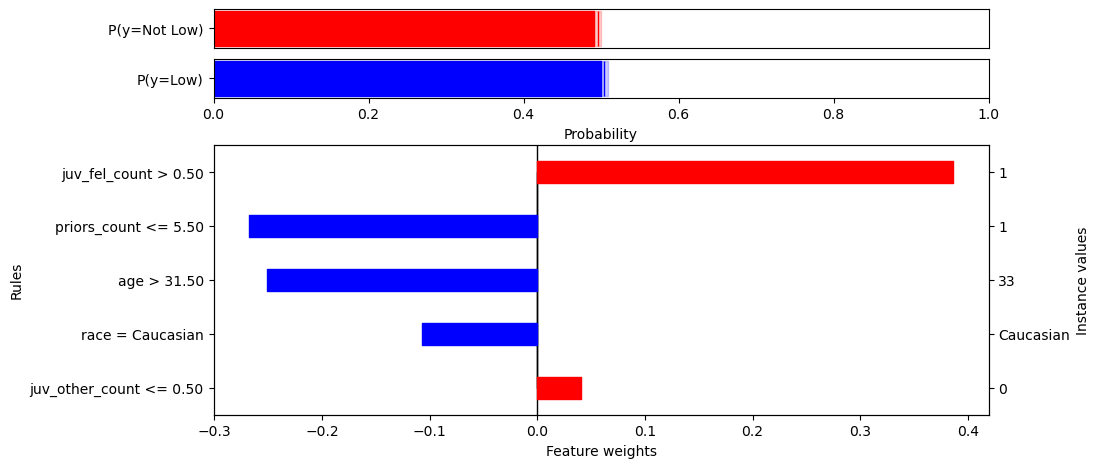 P(y=Not Low)
P(y=Low)
0.0 0.2 0.4 0.6 0.8 1.0
Probability
juv_fel_count > 0.50 1
priors_count <= 5.50 1
age > 31.50 33
race = Caucasian Caucasian
juv_other_count <= 0.50 0
Rules
Instance values
−0.3 −0.2 −0.1 0.0 0.1 0.2 0.3 0.4
Feature weights